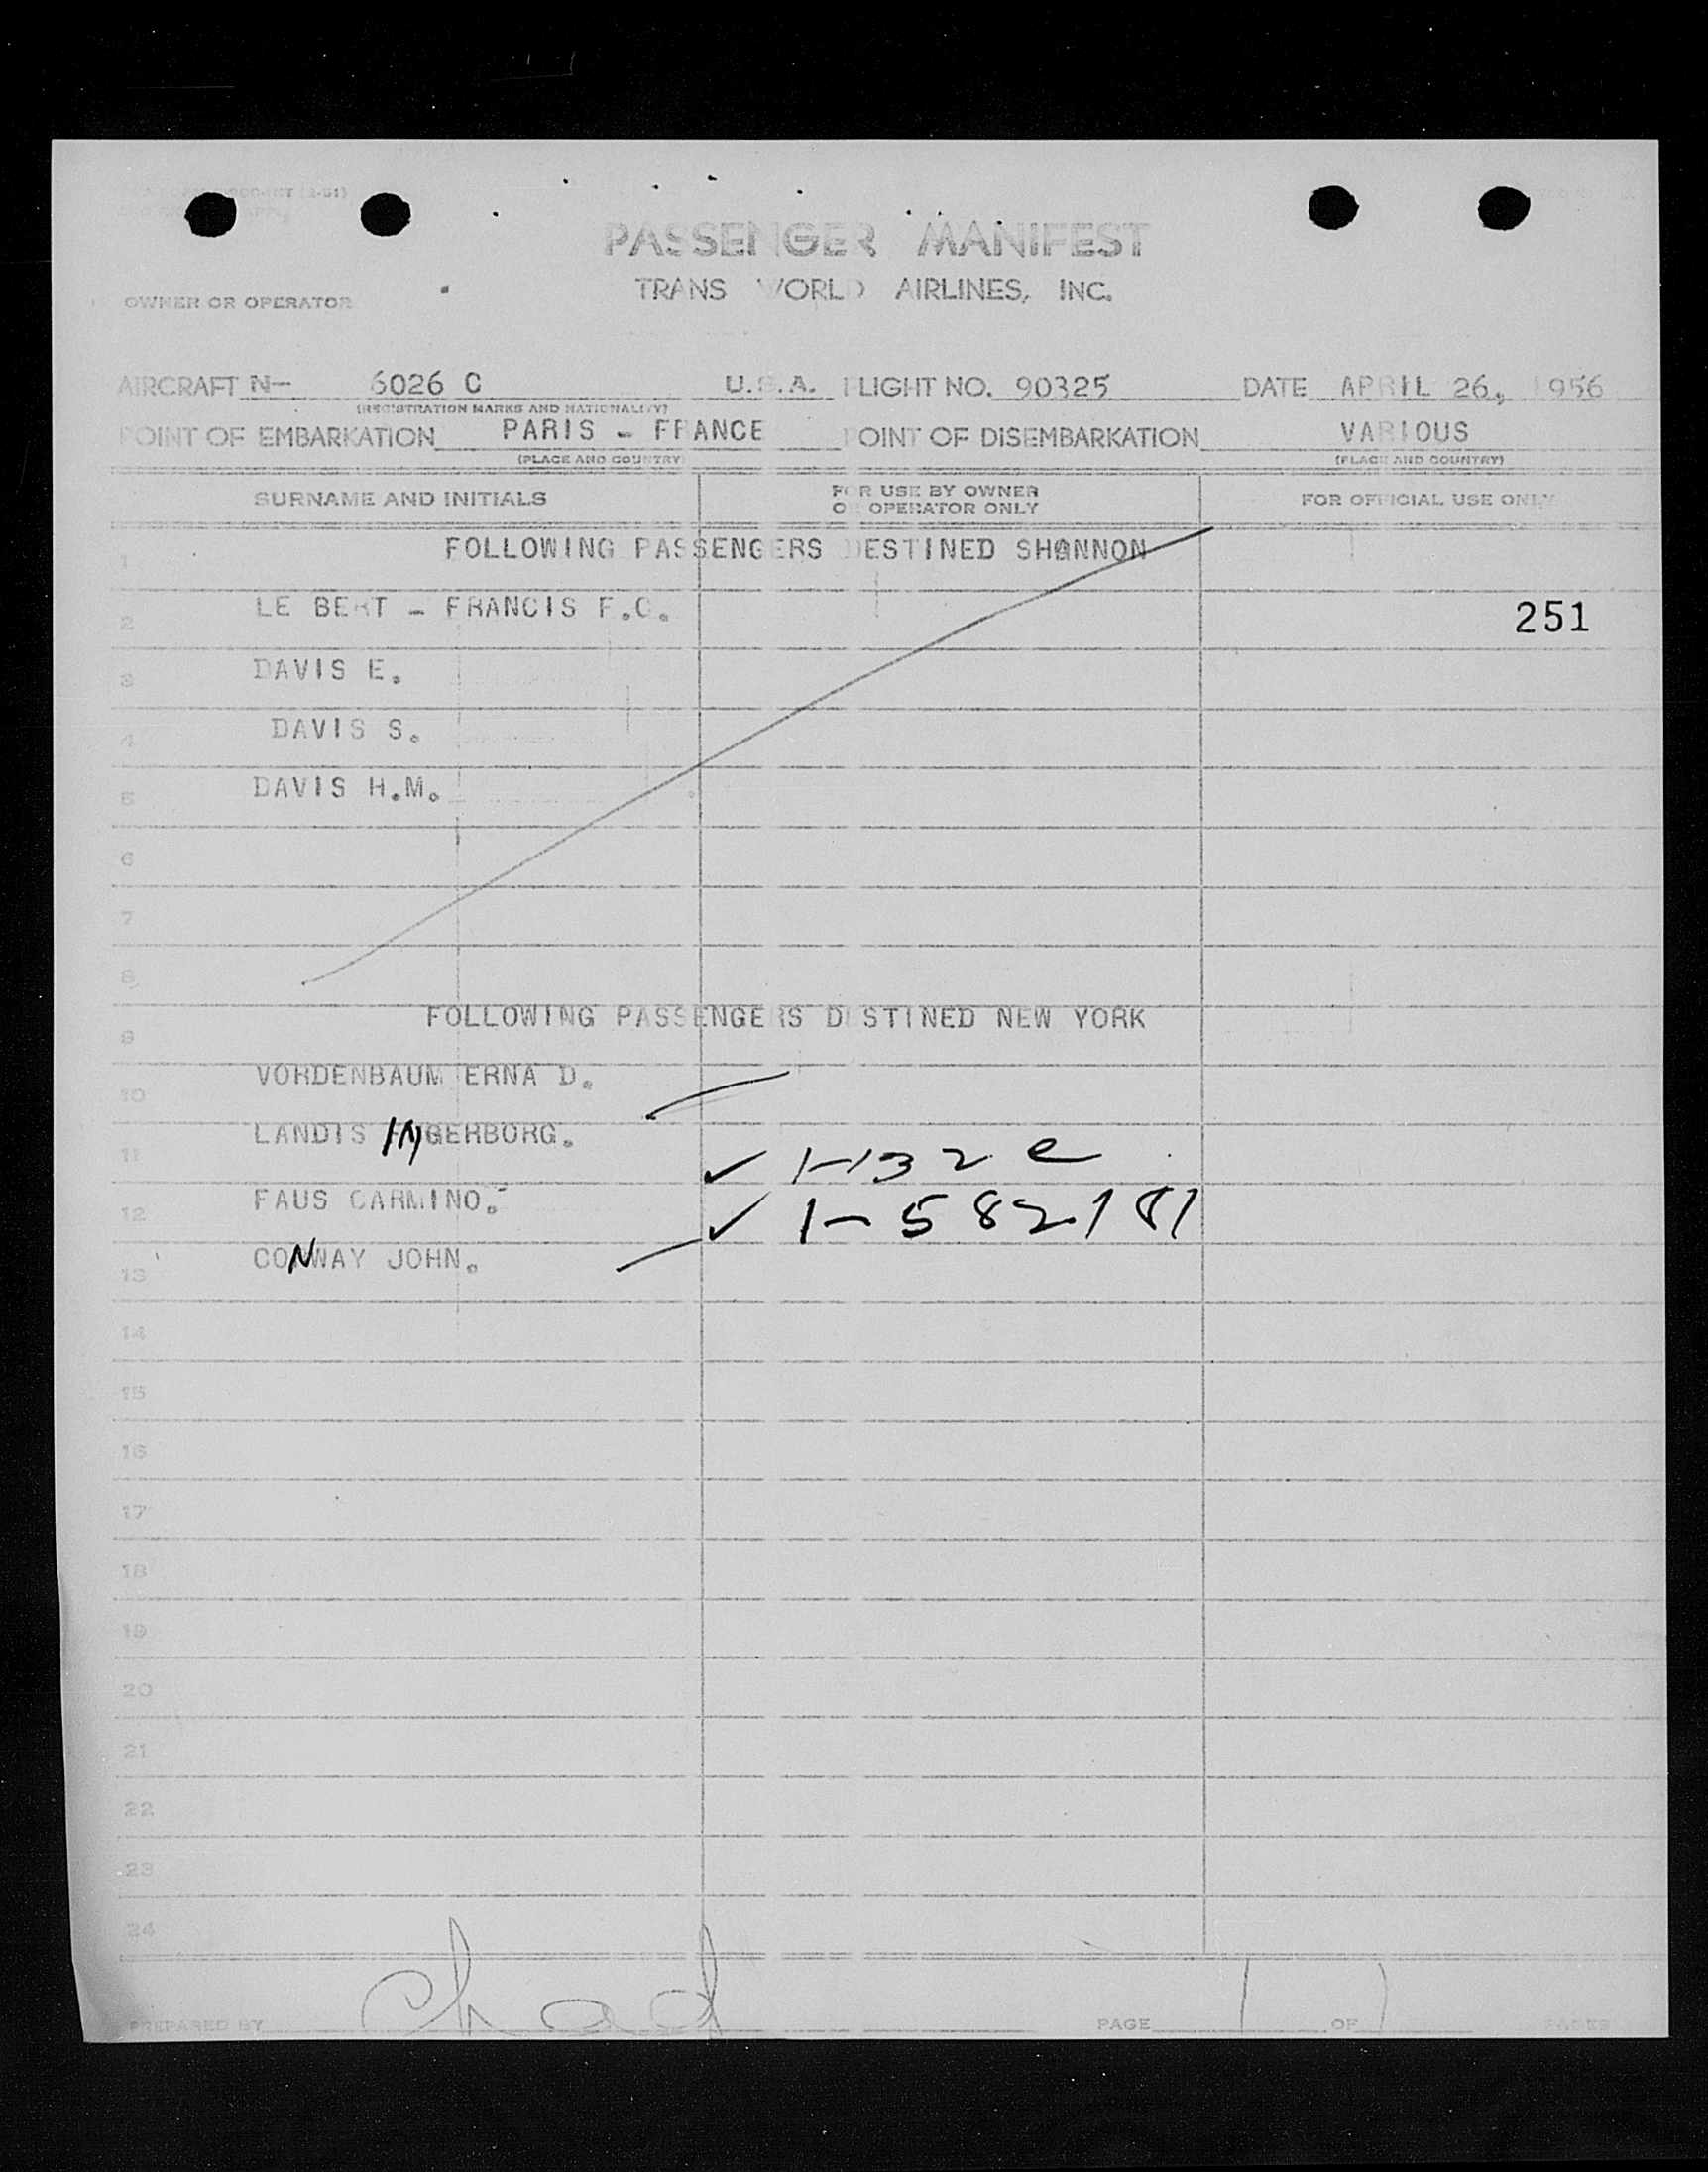 PASSENGER MANIFEST
TRANS WORLD AIRLINES, INC.
OWNER OR OPERATOR
AIRCRAFT N- 6026 C U.S.A. FLIGHT NO. 90325 DATE APRIL 26, 1956
(REGISTRATION MARKS AND NATIONALITY)
POINT OF EMBARKATION PARIS - FRANCE POINT OF DISEMBARKATION VARIOUS
(PLACE AND COUNTRY) (PLACE AND COUNTRY)
SURNAME AND INITIALS FOR USE BY OWNER OR OPERATOR ONLY FOR OFFICIAL USE ONLY
1 FOLLOWING PASSENGERS DESTINED SHANNON
2 LE BERT - FRANCIS F.C. 251
3 DAVIS E.
4 DAVIS S.
5 DAVIS H.M.
6
7
8
9 FOLLOWING PASSENGERS DESTINED NEW YORK
10 VORDENBAUM ERNA D.
11 LANDIS INGERBORG. ✓ 1-132 e
12 FAUS CARMINO. ✓ 1-582181
13 CONWAY JOHN.
14
15
16
17
18
19
20
21
22
23
24
PREPARED BY PAGE 1 OF 1 PAGES